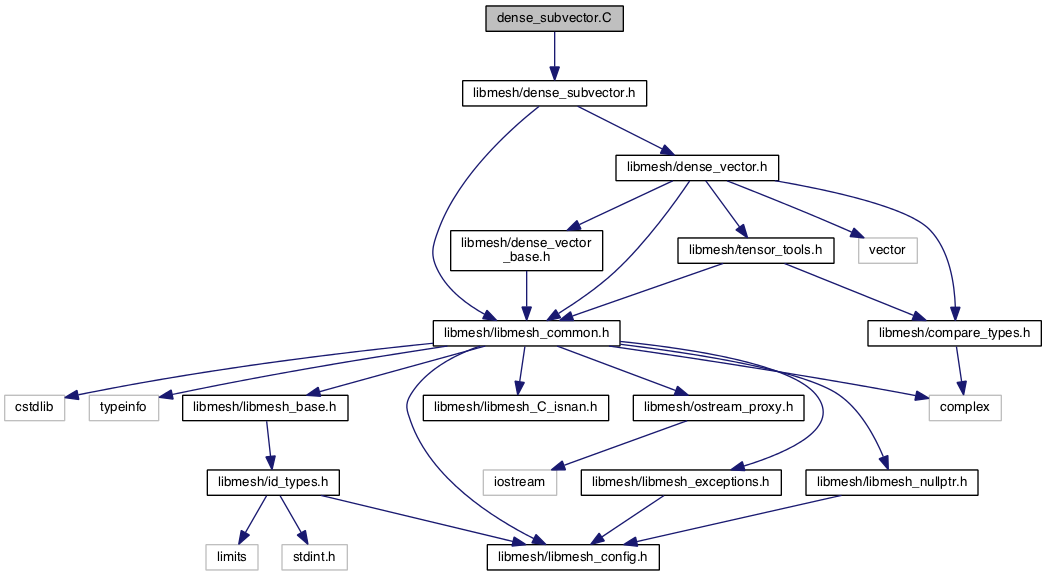 dense_subvector.C
libmesh/dense_subvector.h
libmesh/dense_vector.h
libmesh/dense_vector
_base.h
libmesh/tensor_tools.h
vector
libmesh/libmesh_common.h
libmesh/compare_types.h
cstdlib
typeinfo
libmesh/libmesh_base.h
libmesh/libmesh_C_isnan.h
libmesh/ostream_proxy.h
complex
libmesh/id_types.h
iostream
libmesh/libmesh_exceptions.h
libmesh/libmesh_nullptr.h
limits
stdint.h
libmesh/libmesh_config.h